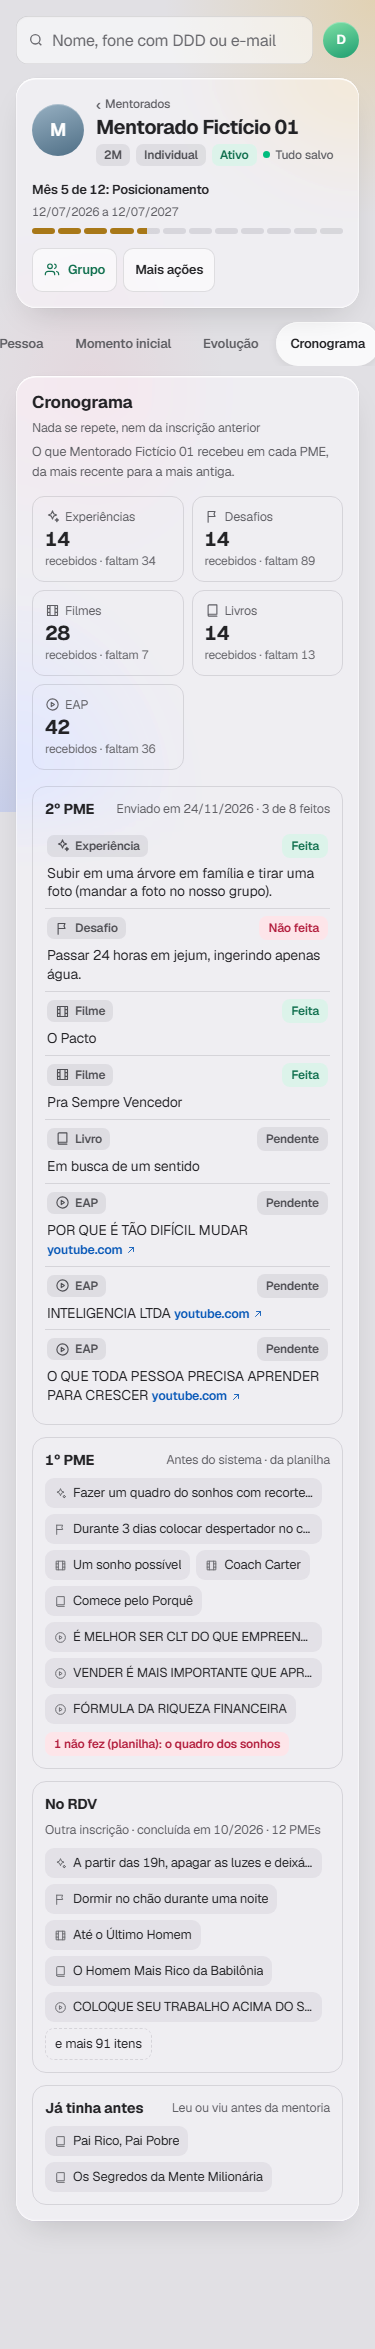 Nome, fone com DDD ou e-mail
D
M
‹ Mentorados
Mentorado Fictício 01
2M Individual Ativo Tudo salvo
Mês 5 de 12: Posicionamento
12/07/2026 a 12/07/2027
Grupo Mais ações
Pessoa Momento inicial Evolução Cronograma
Cronograma
Nada se repete, nem da inscrição anterior
O que Mentorado Fictício 01 recebeu em cada PME,
da mais recente para a mais antiga.
Experiências
14
recebidos · faltam 34
Desafios
14
recebidos · faltam 89
Filmes
28
recebidos · faltam 7
Livros
14
recebidos · faltam 13
EAP
42
recebidos · faltam 36
2º PME Enviado em 24/11/2026 · 3 de 8 feitos
Experiência Feita
Subir em uma árvore em família e tirar uma
foto (mandar a foto no nosso grupo).
Desafio Não feita
Passar 24 horas em jejum, ingerindo apenas
água.
Filme Feita
O Pacto
Filme Feita
Pra Sempre Vencedor
Livro Pendente
Em busca de um sentido
EAP Pendente
POR QUE É TÃO DIFÍCIL MUDAR
youtube.com ↗
EAP Pendente
INTELIGENCIA LTDA youtube.com ↗
EAP Pendente
O QUE TODA PESSOA PRECISA APRENDER
PARA CRESCER youtube.com ↗
1º PME Antes do sistema · da planilha
Fazer um quadro do sonhos com recorte...
Durante 3 dias colocar despertador no c...
Um sonho possível Coach Carter
Comece pelo Porquê
É MELHOR SER CLT DO QUE EMPREEN...
VENDER É MAIS IMPORTANTE QUE APR...
FÓRMULA DA RIQUEZA FINANCEIRA
1 não fez (planilha): o quadro dos sonhos
No RDV
Outra inscrição · concluída em 10/2026 · 12 PMEs
A partir das 19h, apagar as luzes e deixá...
Dormir no chão durante uma noite
Até o Último Homem
O Homem Mais Rico da Babilônia
COLOQUE SEU TRABALHO ACIMA DO S...
e mais 91 itens
Já tinha antes Leu ou viu antes da mentoria
Pai Rico, Pai Pobre
Os Segredos da Mente Milionária